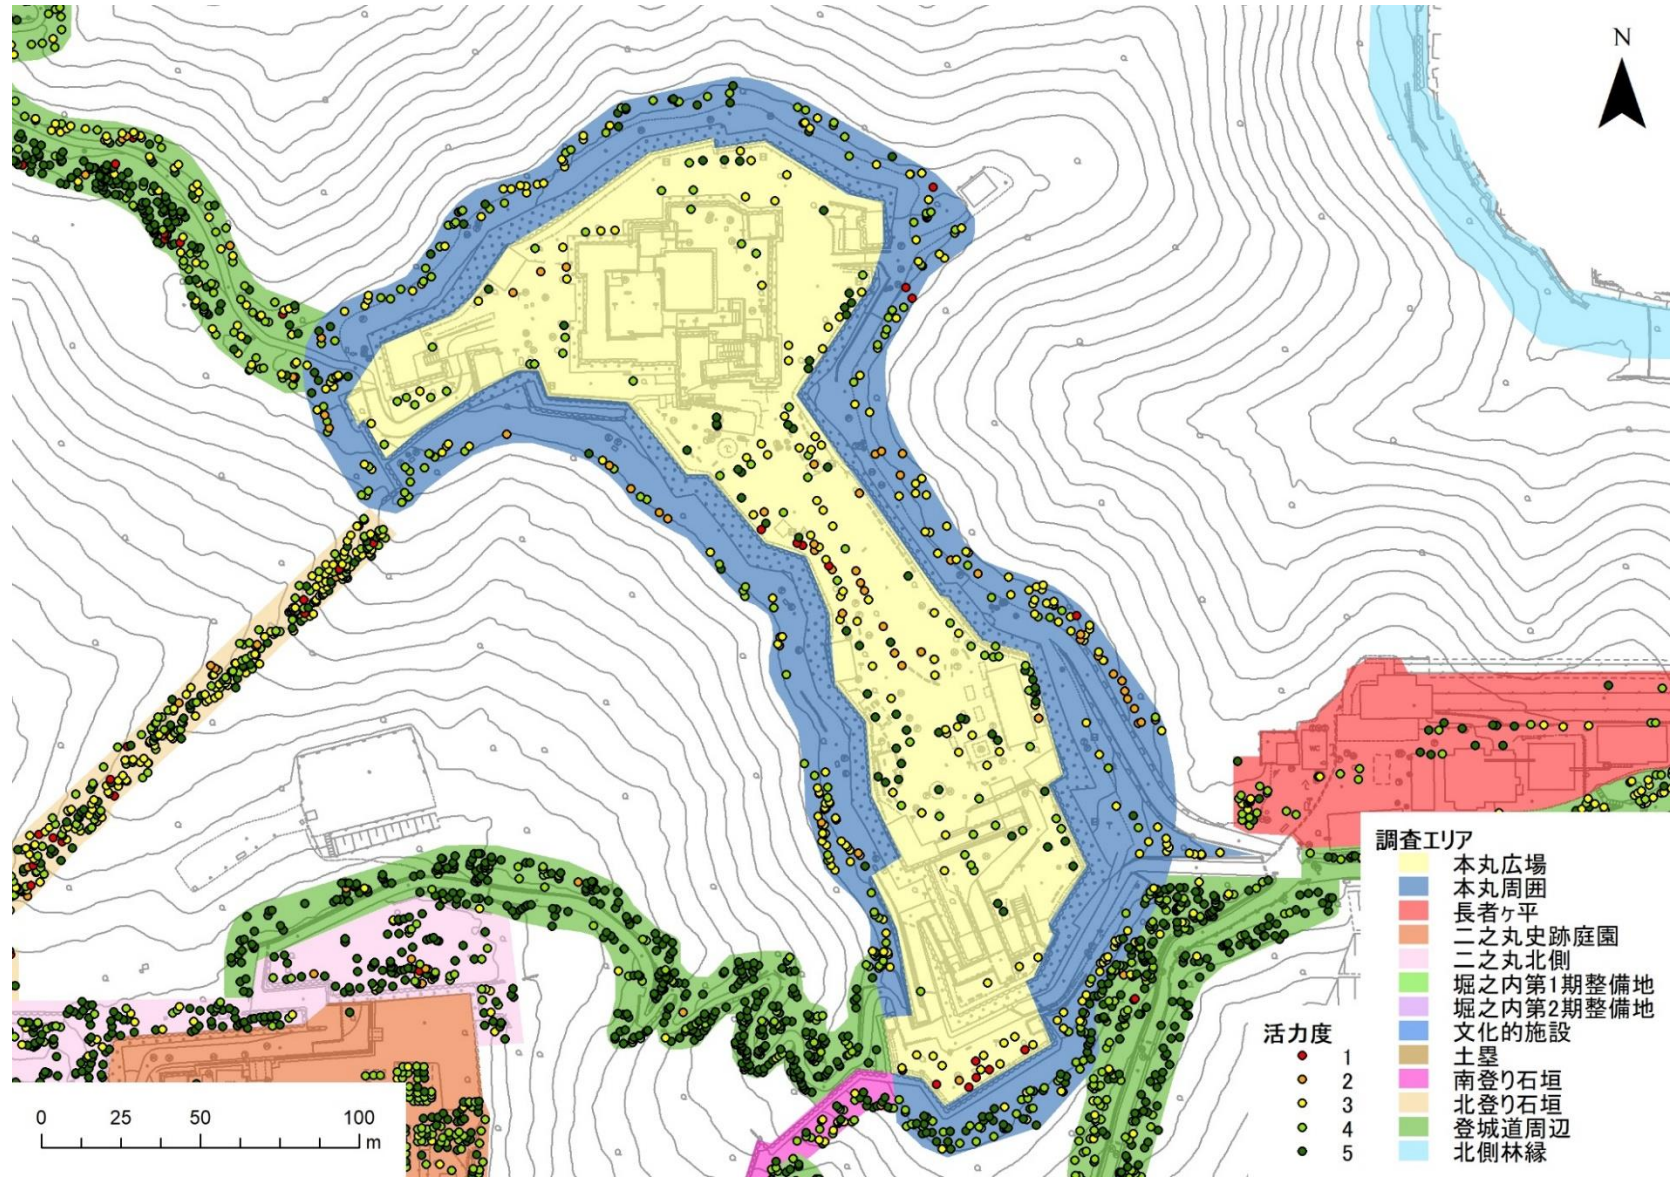 N
WC
調査エリア
本丸広場
本丸周囲
長者ヶ平
二之丸史跡庭園
二之丸北側
堀之内第1期整備地
堀之内第2期整備地
文化的施設
土塁
南登り石垣
北登り石垣
登城道周辺
北側林縁
活力度
1
2
3
4
5
0 25 50 100
m